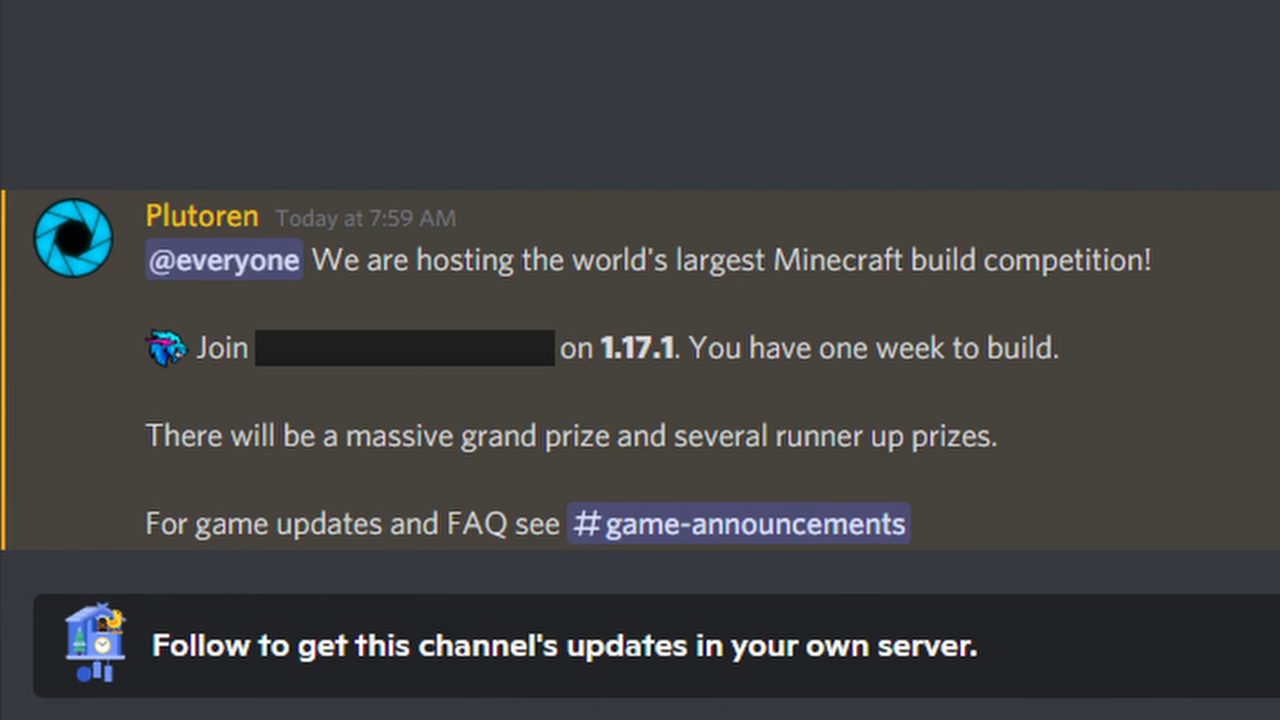 Plutoren Today at 7:59 AM
@everyone We are hosting the world's largest Minecraft build competition!
Join on 1.17.1. You have one week to build.
There will be a massive grand prize and several runner up prizes.
For game updates and FAQ see #game-announcements
Follow to get this channel's updates in your own server.